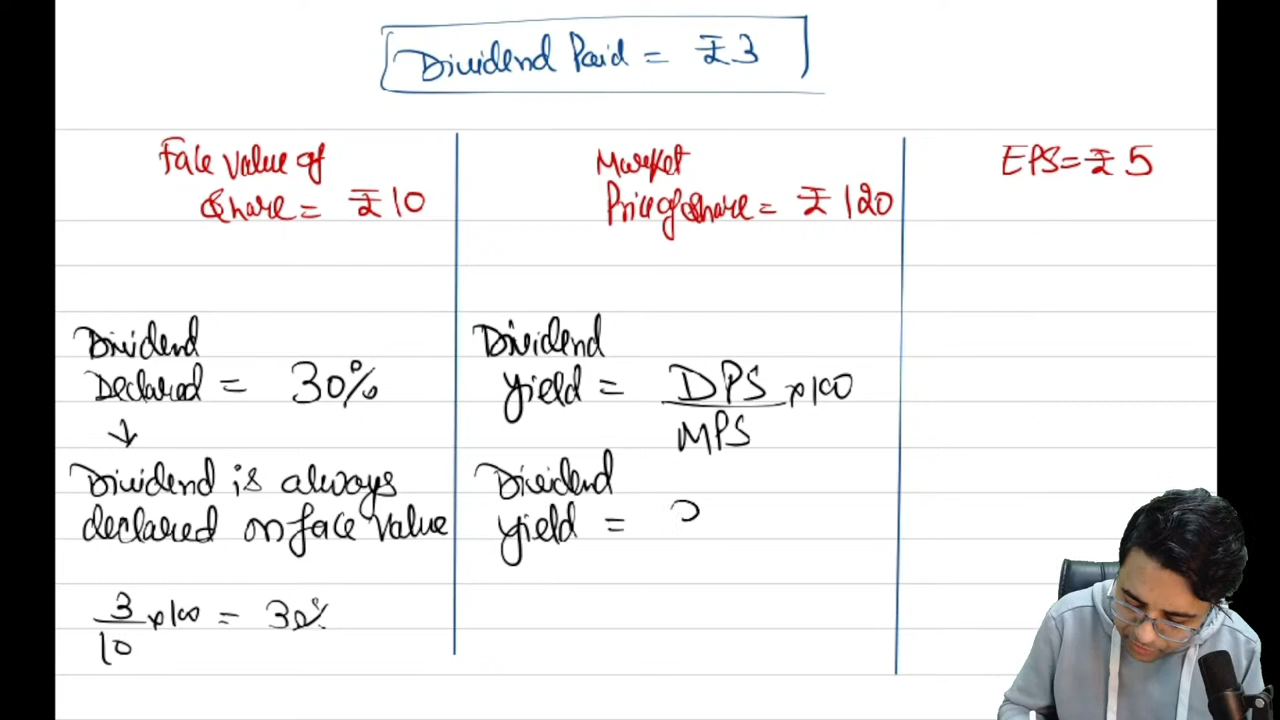 Dividend Paid = ₹3
Face Value of
Share = ₹10
Market
Price of Share = ₹120
EPS = ₹5
Dividend
Declared = 30%
↓
Dividend is always
declared on face Value
3/10 × 100 = 30%
Dividend
yield = DPS/MPS × 100
Dividend
yield =